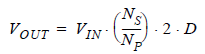 V_OUT = V_IN · (N_S / N_P) · 2 · D